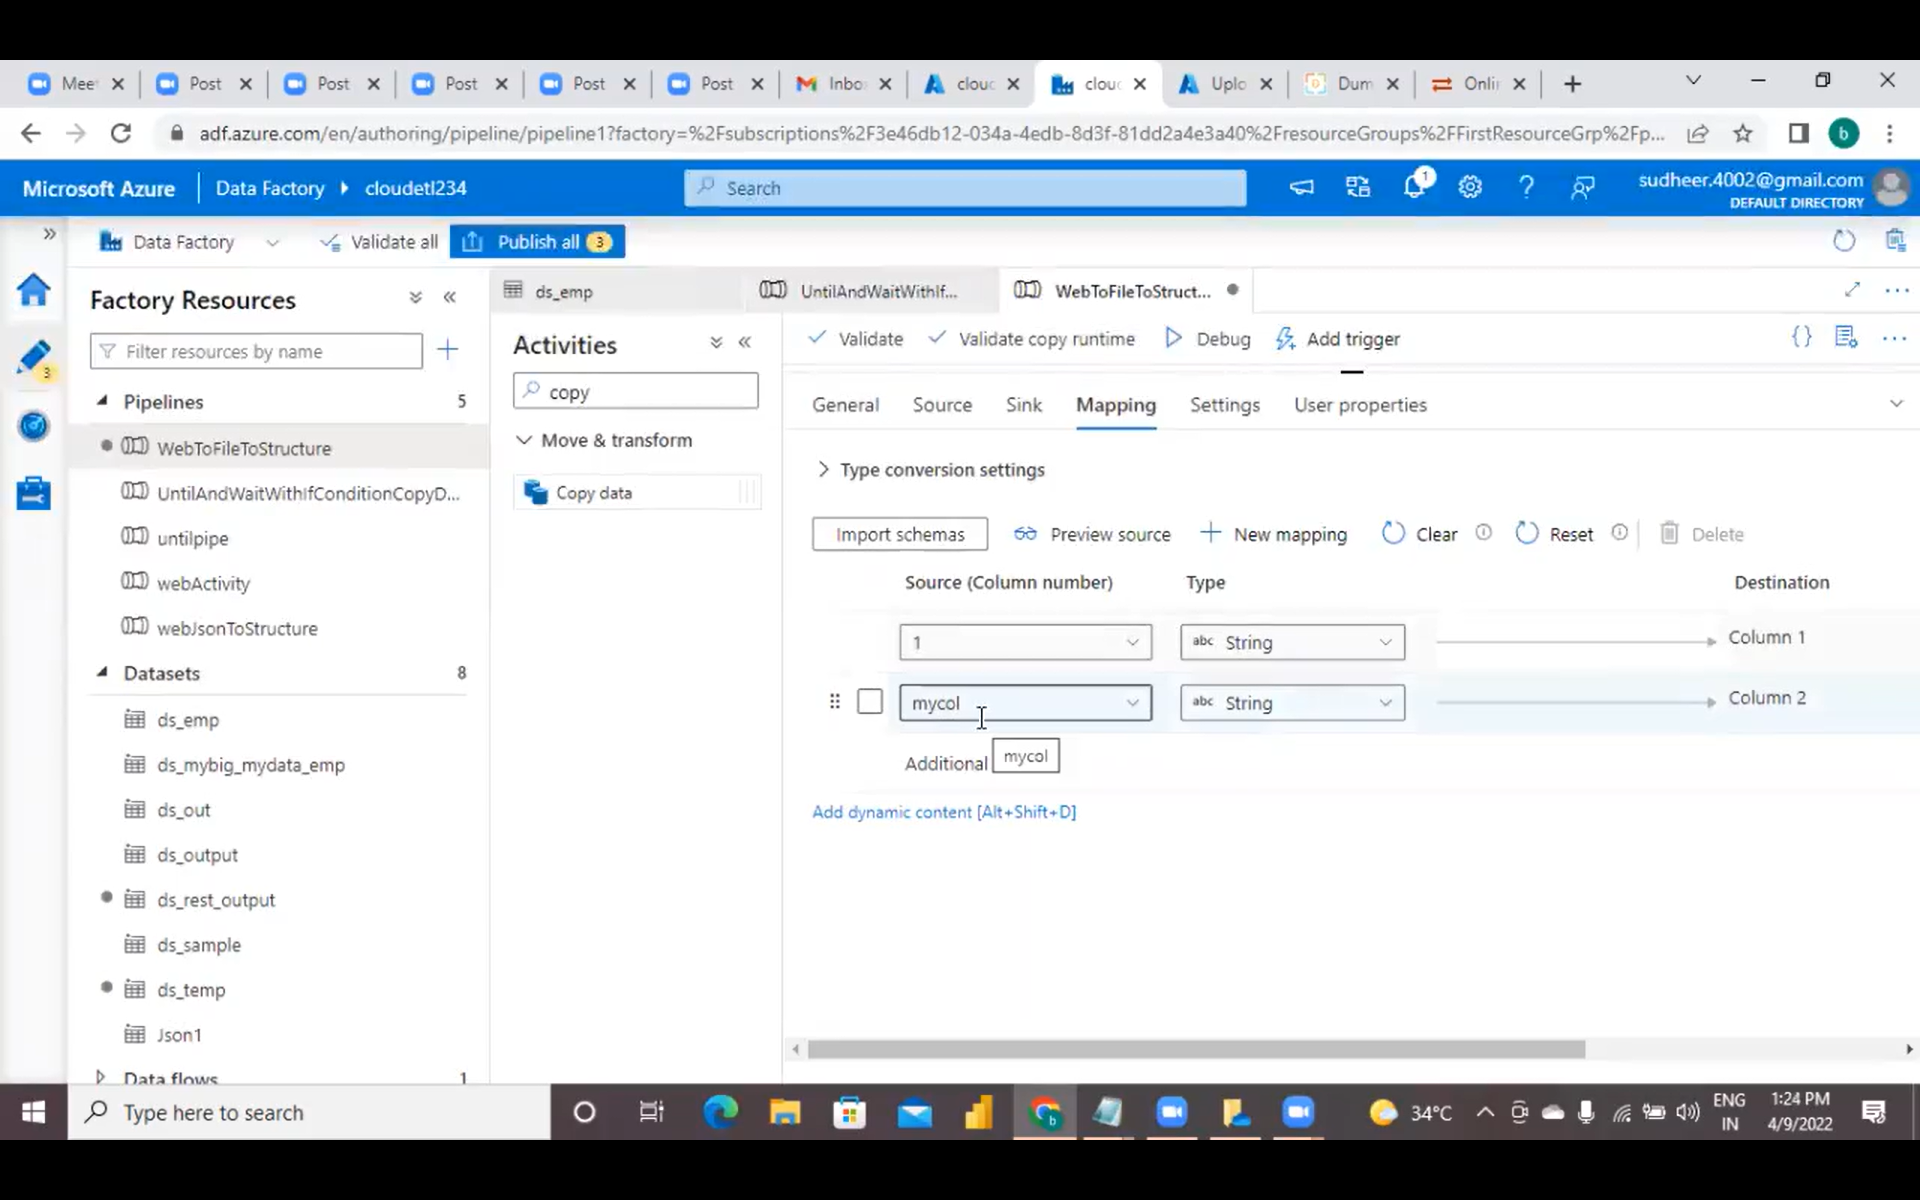 Mee Post Post Post Post Post Inbo clou clou Uplo Dum Onli
adf.azure.com/en/authoring/pipeline/pipeline1?factory=%2Fsubscriptions%2F3e46db12-034a-4edb-8d3f-81dd2a4e3a40%2FresourceGroups%2FFirstResourceGrp%2Fp... b
Microsoft Azure Data Factory cloudetl234 Search 1 sudheer.4002@gmail.com
DEFAULT DIRECTORY
Data Factory Validate all Publish all 3
Factory Resources
Filter resources by name
3
Pipelines 5
WebToFileToStructure
UntilAndWaitWithIfConditionCopyD...
untilpipe
webActivity
webJsonToStructure
Datasets 8
ds_emp
ds_mybig_mydata_emp
ds_out
ds_output
ds_rest_output
ds_sample
ds_temp
Json1
Data flows 1
ds_emp UntilAndWaitWithIf... WebToFileToStruct...
Activities
copy
Move & transform
Copy data
Validate Validate copy runtime Debug Add trigger
General Source Sink Mapping Settings User properties
Type conversion settings
Import schemas Preview source New mapping Clear Reset Delete
Source (Column number) Type Destination
1 abc String Column 1
mycol abc String Column 2
Additional mycol
Add dynamic content [Alt+Shift+D]
Type here to search b 34°C ENG IN 1:24 PM 4/9/2022